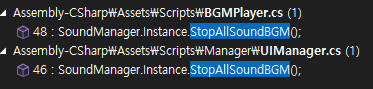 Assembly-CSharp₩Assets₩Scripts₩BGMPlayer.cs (1)
48 : SoundManager.Instance.StopAllSoundBGM();
Assembly-CSharp₩Assets₩Scripts₩Manager₩UIManager.cs (1)
46 : SoundManager.Instance.StopAllSoundBGM();